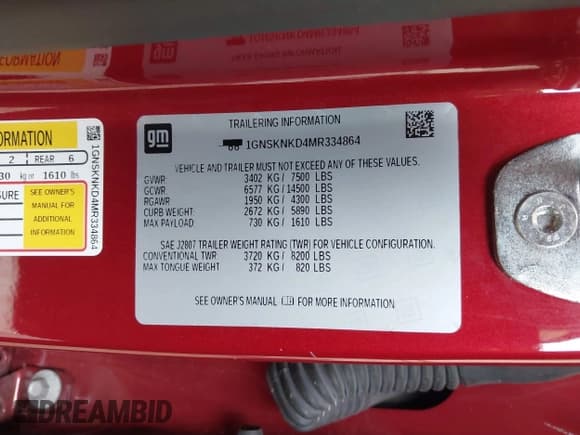 gm
TRAILERING INFORMATION
1GNSKNKD4MR334864
VEHICLE AND TRAILER MUST NOT EXCEED ANY OF THESE VALUES.
GVWR 3402 KG/ 7500 LBS
GCWR 6577 KG/ 14500 LBS
RGAWR 1950 KG/ 4300 LBS
CURB WEIGHT 2672 KG/ 5890 LBS
MAX PAYLOAD 730 KG/ 1610 LBS
SAE J2807 TRAILER WEIGHT RATING (TWR) FOR VEHICLE CONFIGURATION.
CONVENTIONAL TWR 3720 KG/ 8200 LBS
MAX TONGUE WEIGHT 372 KG/ 820 LBS
SEE OWNER'S MANUAL FOR MORE INFORMATION
ORMATION
2 REAR 6
30 kg or 1610 lbs
SURE SEE OWNER'S
MANUAL FOR
ADDITIONAL
INFORMATION
1GNSKNKD4MR334864
DREAMBID